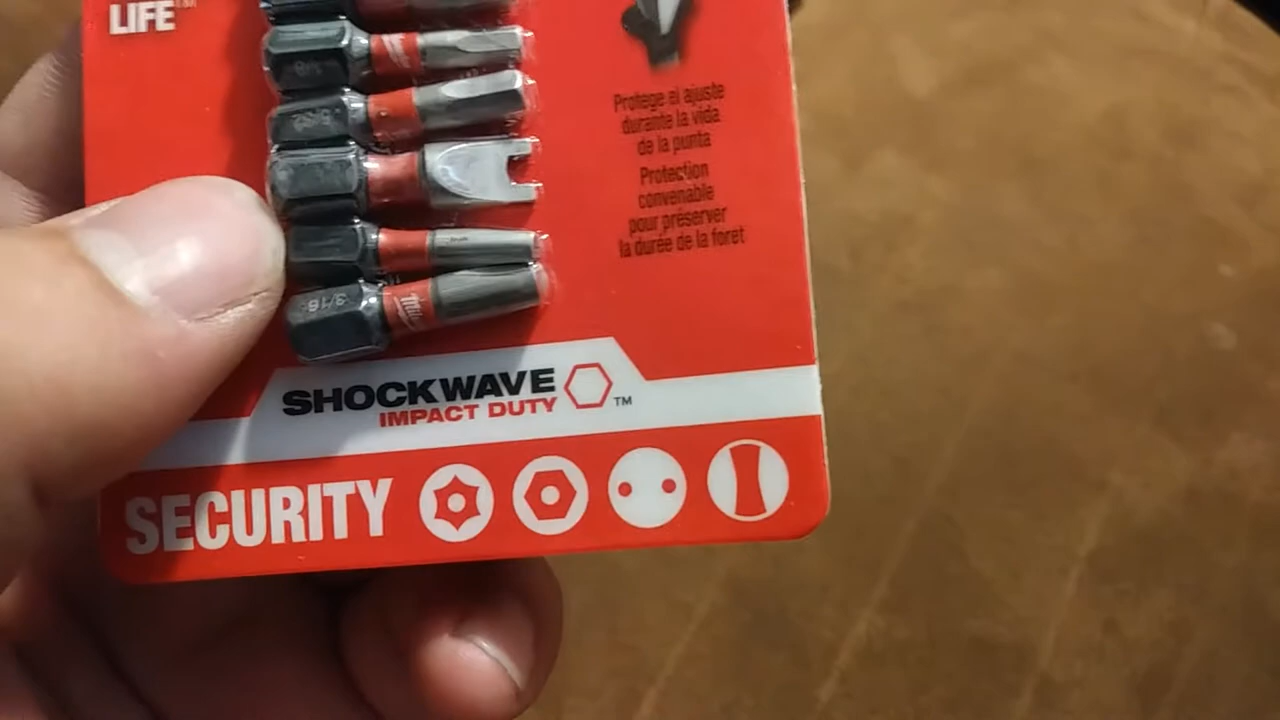 LIFE™
Protege el ajuste
durante la vida
de la punta
Protection
convenable
pour préserver
la durée de la foret
3/16
SHOCKWAVE
IMPACT DUTY ™
SECURITY